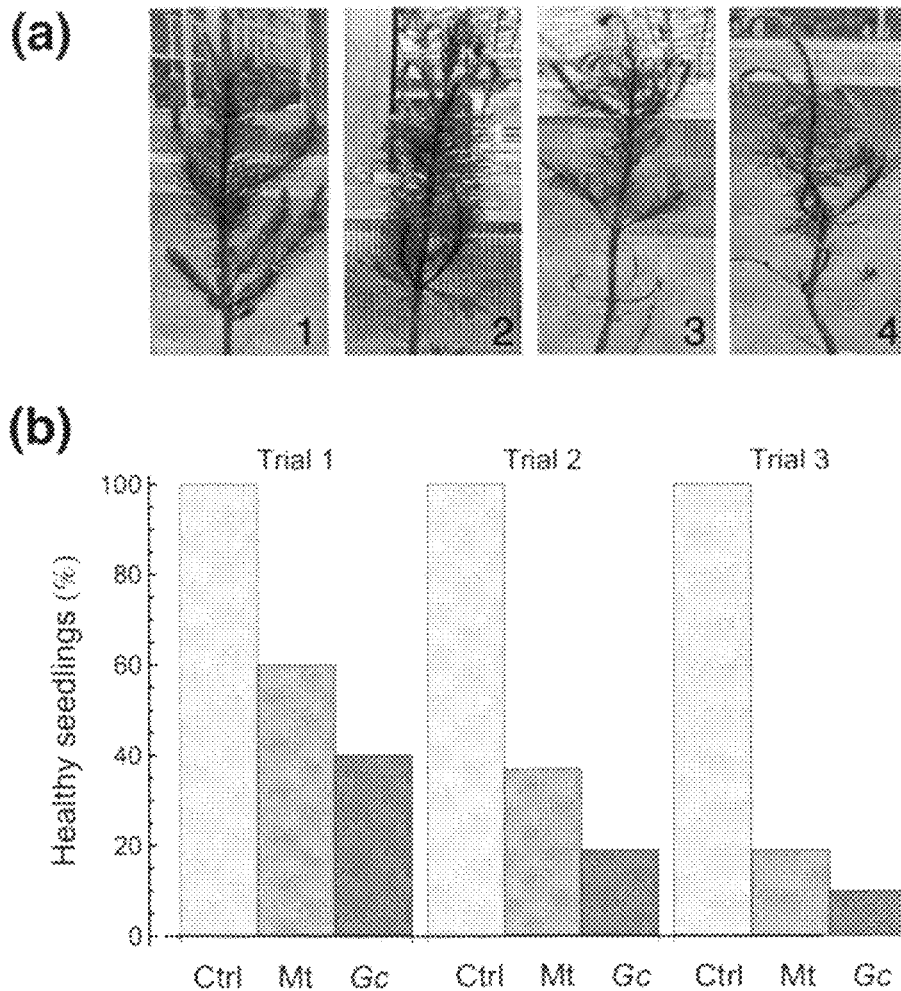 (a)
1 2 3 4
(b)
Trial 1 Trial 2 Trial 3
Healthy seedlings (%)
100
80
60
40
20
0
Ctrl Mt Gc Ctrl Mt Gc Ctrl Mt Gc